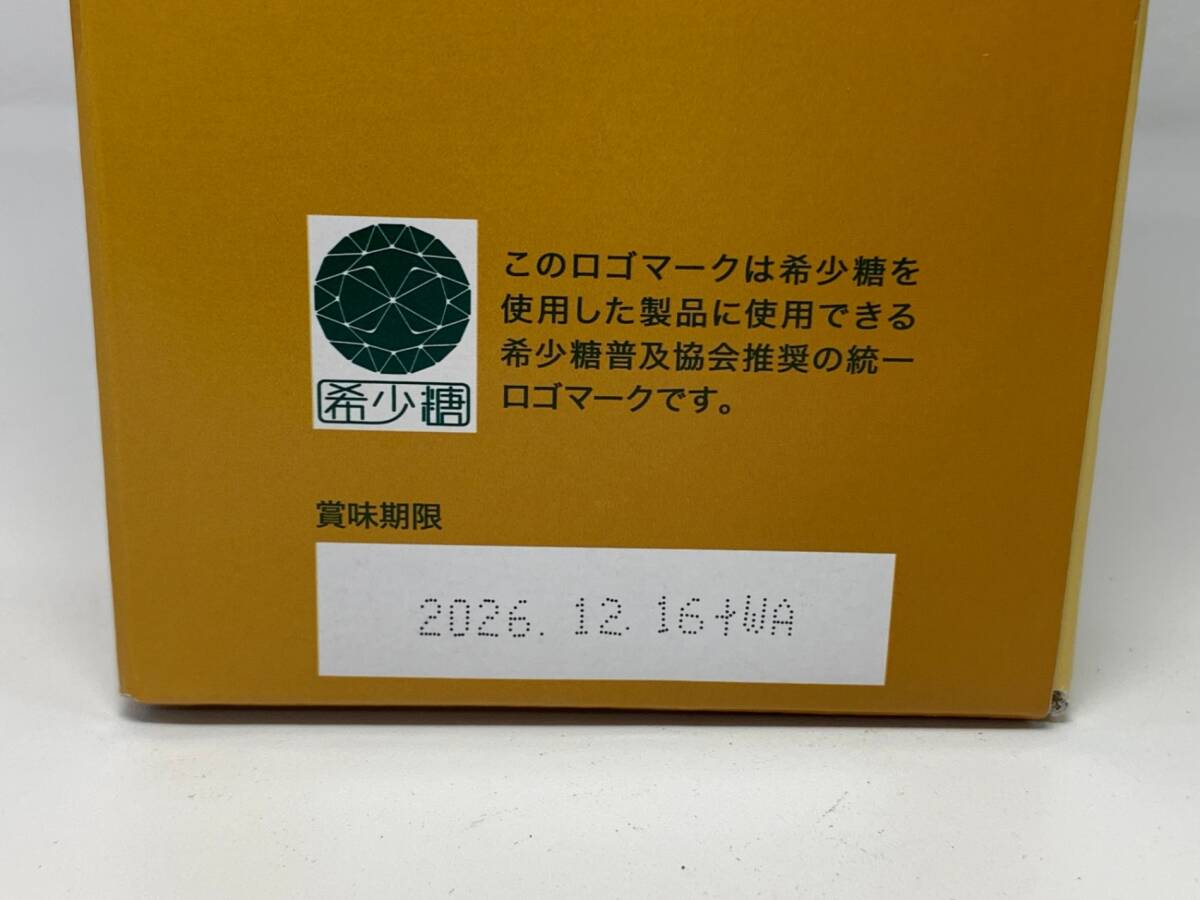 このロゴマークは希少糖を
使用した製品に使用できる
希少糖普及協会推奨の統一
ロゴマークです。
希少糖
賞味期限
2026.12.16+WA